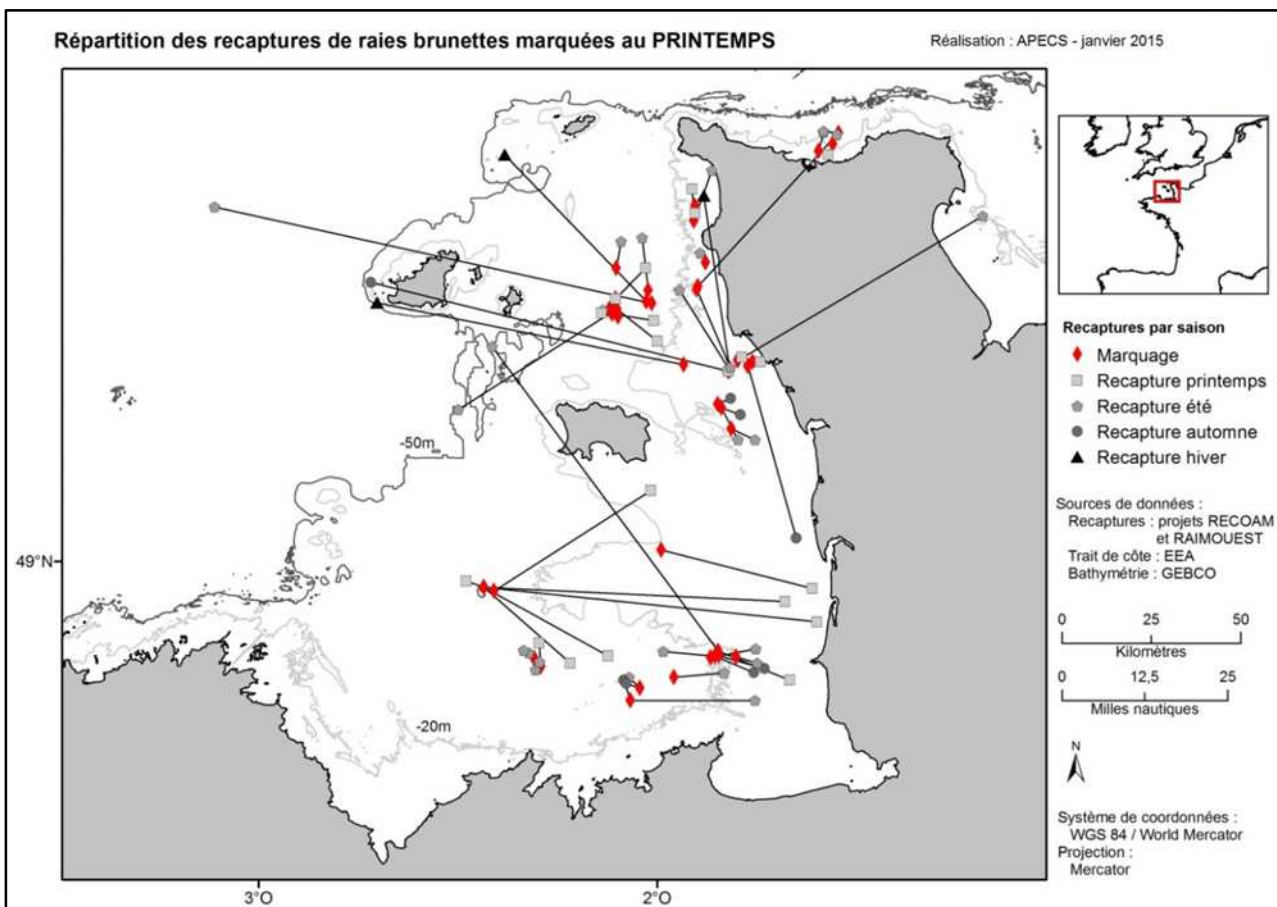 Répartition des recaptures de raies brunettes marquées au PRINTEMPS
Réalisation : APECS - janvier 2015
-50m
49°N
-20m
3°O
2°O
Recaptures par saison
Marquage
Recapture printemps
Recapture été
Recapture automne
Recapture hiver
Sources de données :
Recaptures : projets RECOAM
et RAIMOUEST
Trait de côte : EEA
Bathymétrie : GEBCO
0 25 50
Kilomètres
0 12,5 25
Milles nautiques
N
Système de coordonnées :
WGS 84 / World Mercator
Projection :
Mercator